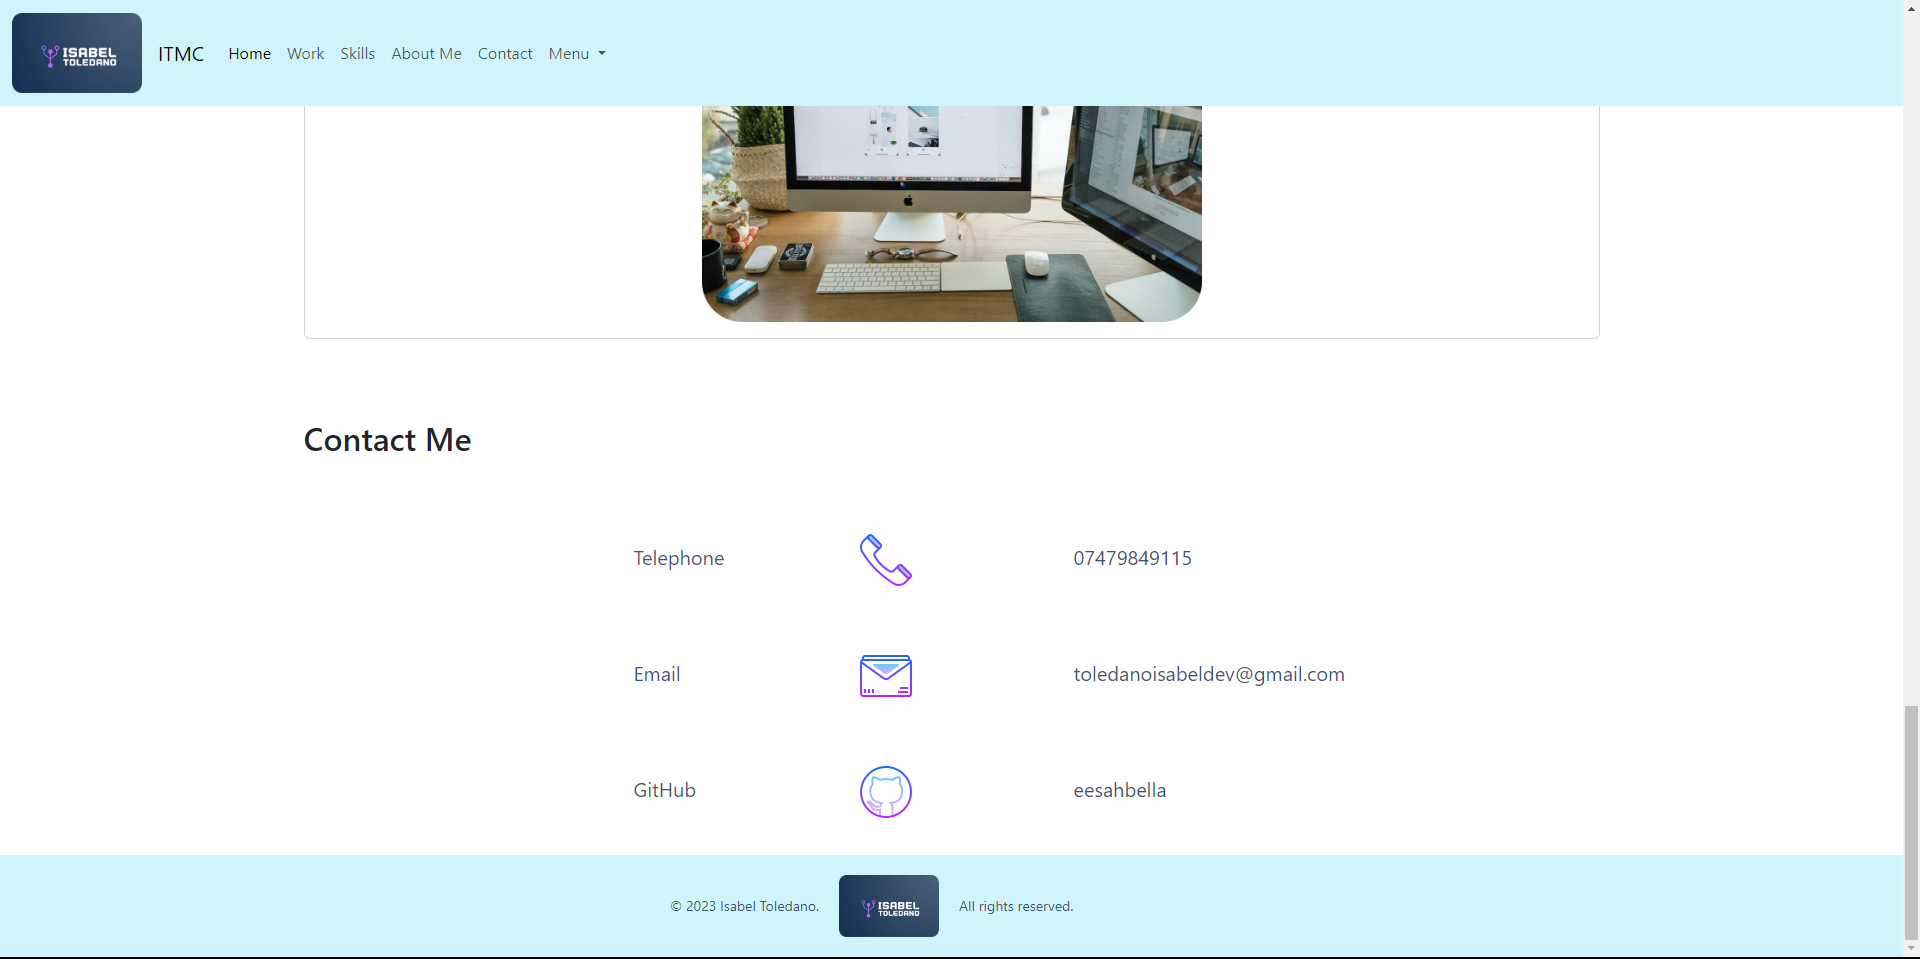 ISABEL
TOLEDANO
ITMC
Home
Work
Skills
About Me
Contact
Menu
Contact Me
Telephone
07479849115
Email
toledanoisabeldev@gmail.com
GitHub
eesahbella
© 2023 Isabel Toledano.
ISABEL
TOLEDANO
All rights reserved.